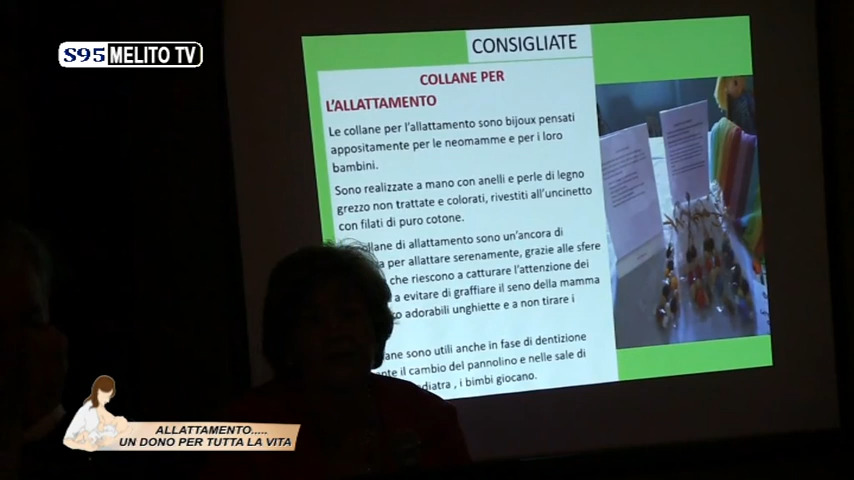 S95 MELITO TV
CONSIGLIATE
COLLANE PER
L'ALLATTAMENTO
Le collane per l'allattamento sono bijoux pensati
appositamente per le neomamme e per i loro
bambini.
Sono realizzate a mano con anelli e perle di legno
grezzo non trattate e colorati, rivestiti all'uncinetto
con filati di puro cotone.
di allattamento sono un'ancora di
per allattare serenamente, grazie alle sfere
che riescono a catturare l'attenzione dei
a evitare di graffiare il seno della mamma
adorabili unghiette e a non tirare i
sono utili anche in fase di dentizione
il cambio del pannolino e nelle sale di
, i bimbi giocano.
ALLATTAMENTO.....
UN DONO PER TUTTA LA VITA